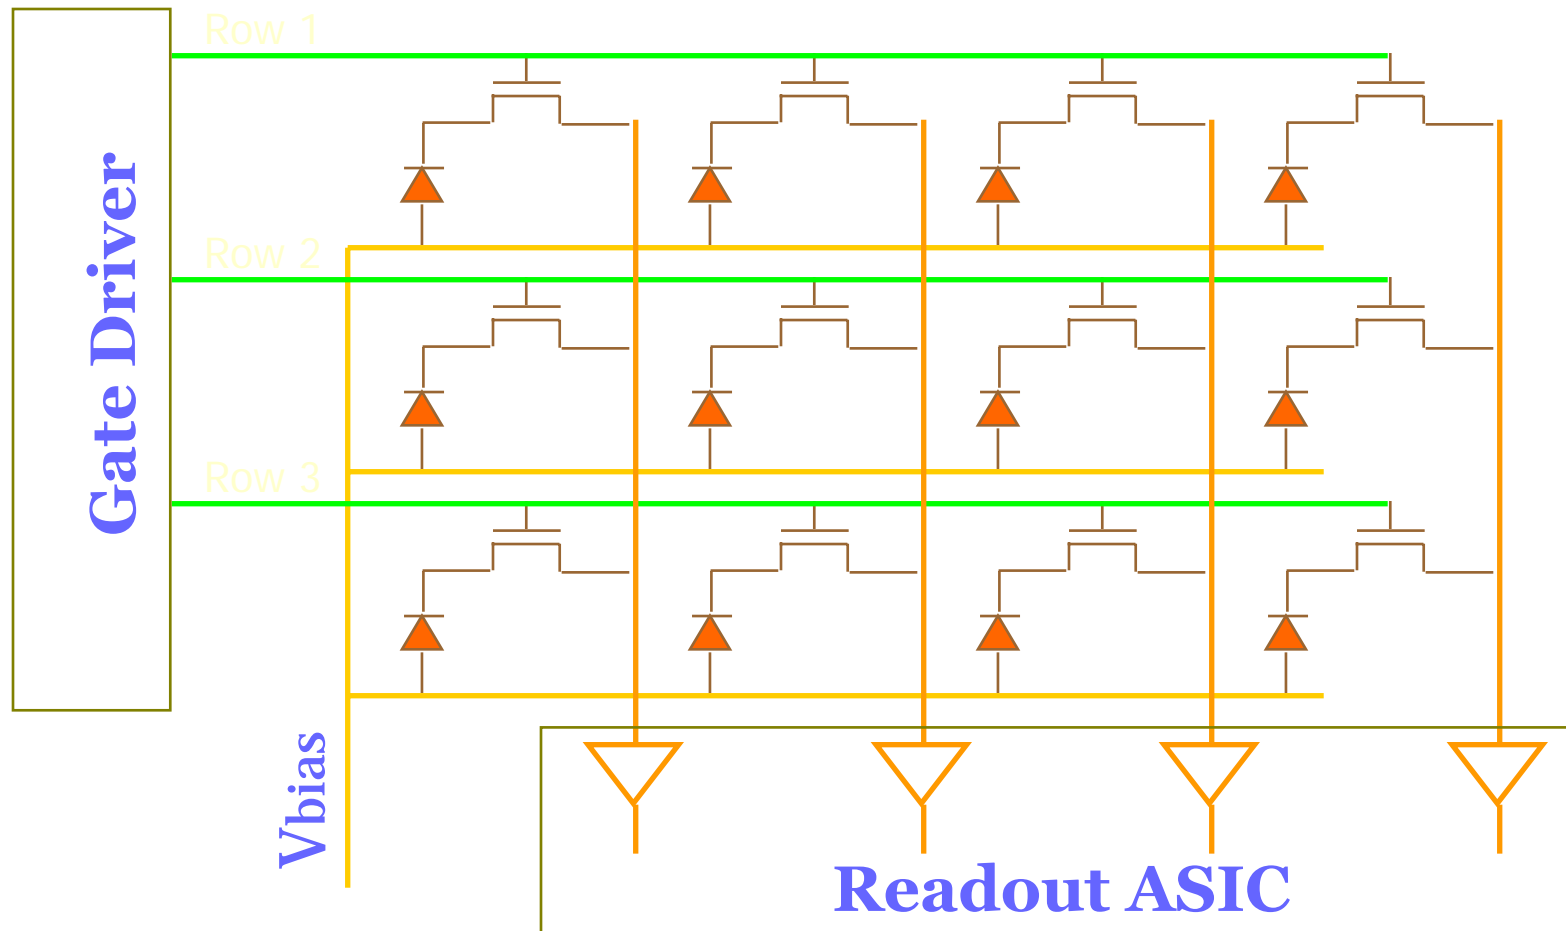 Row 1
Row 2
Row 3
Gate Driver
Vbias
Readout ASIC